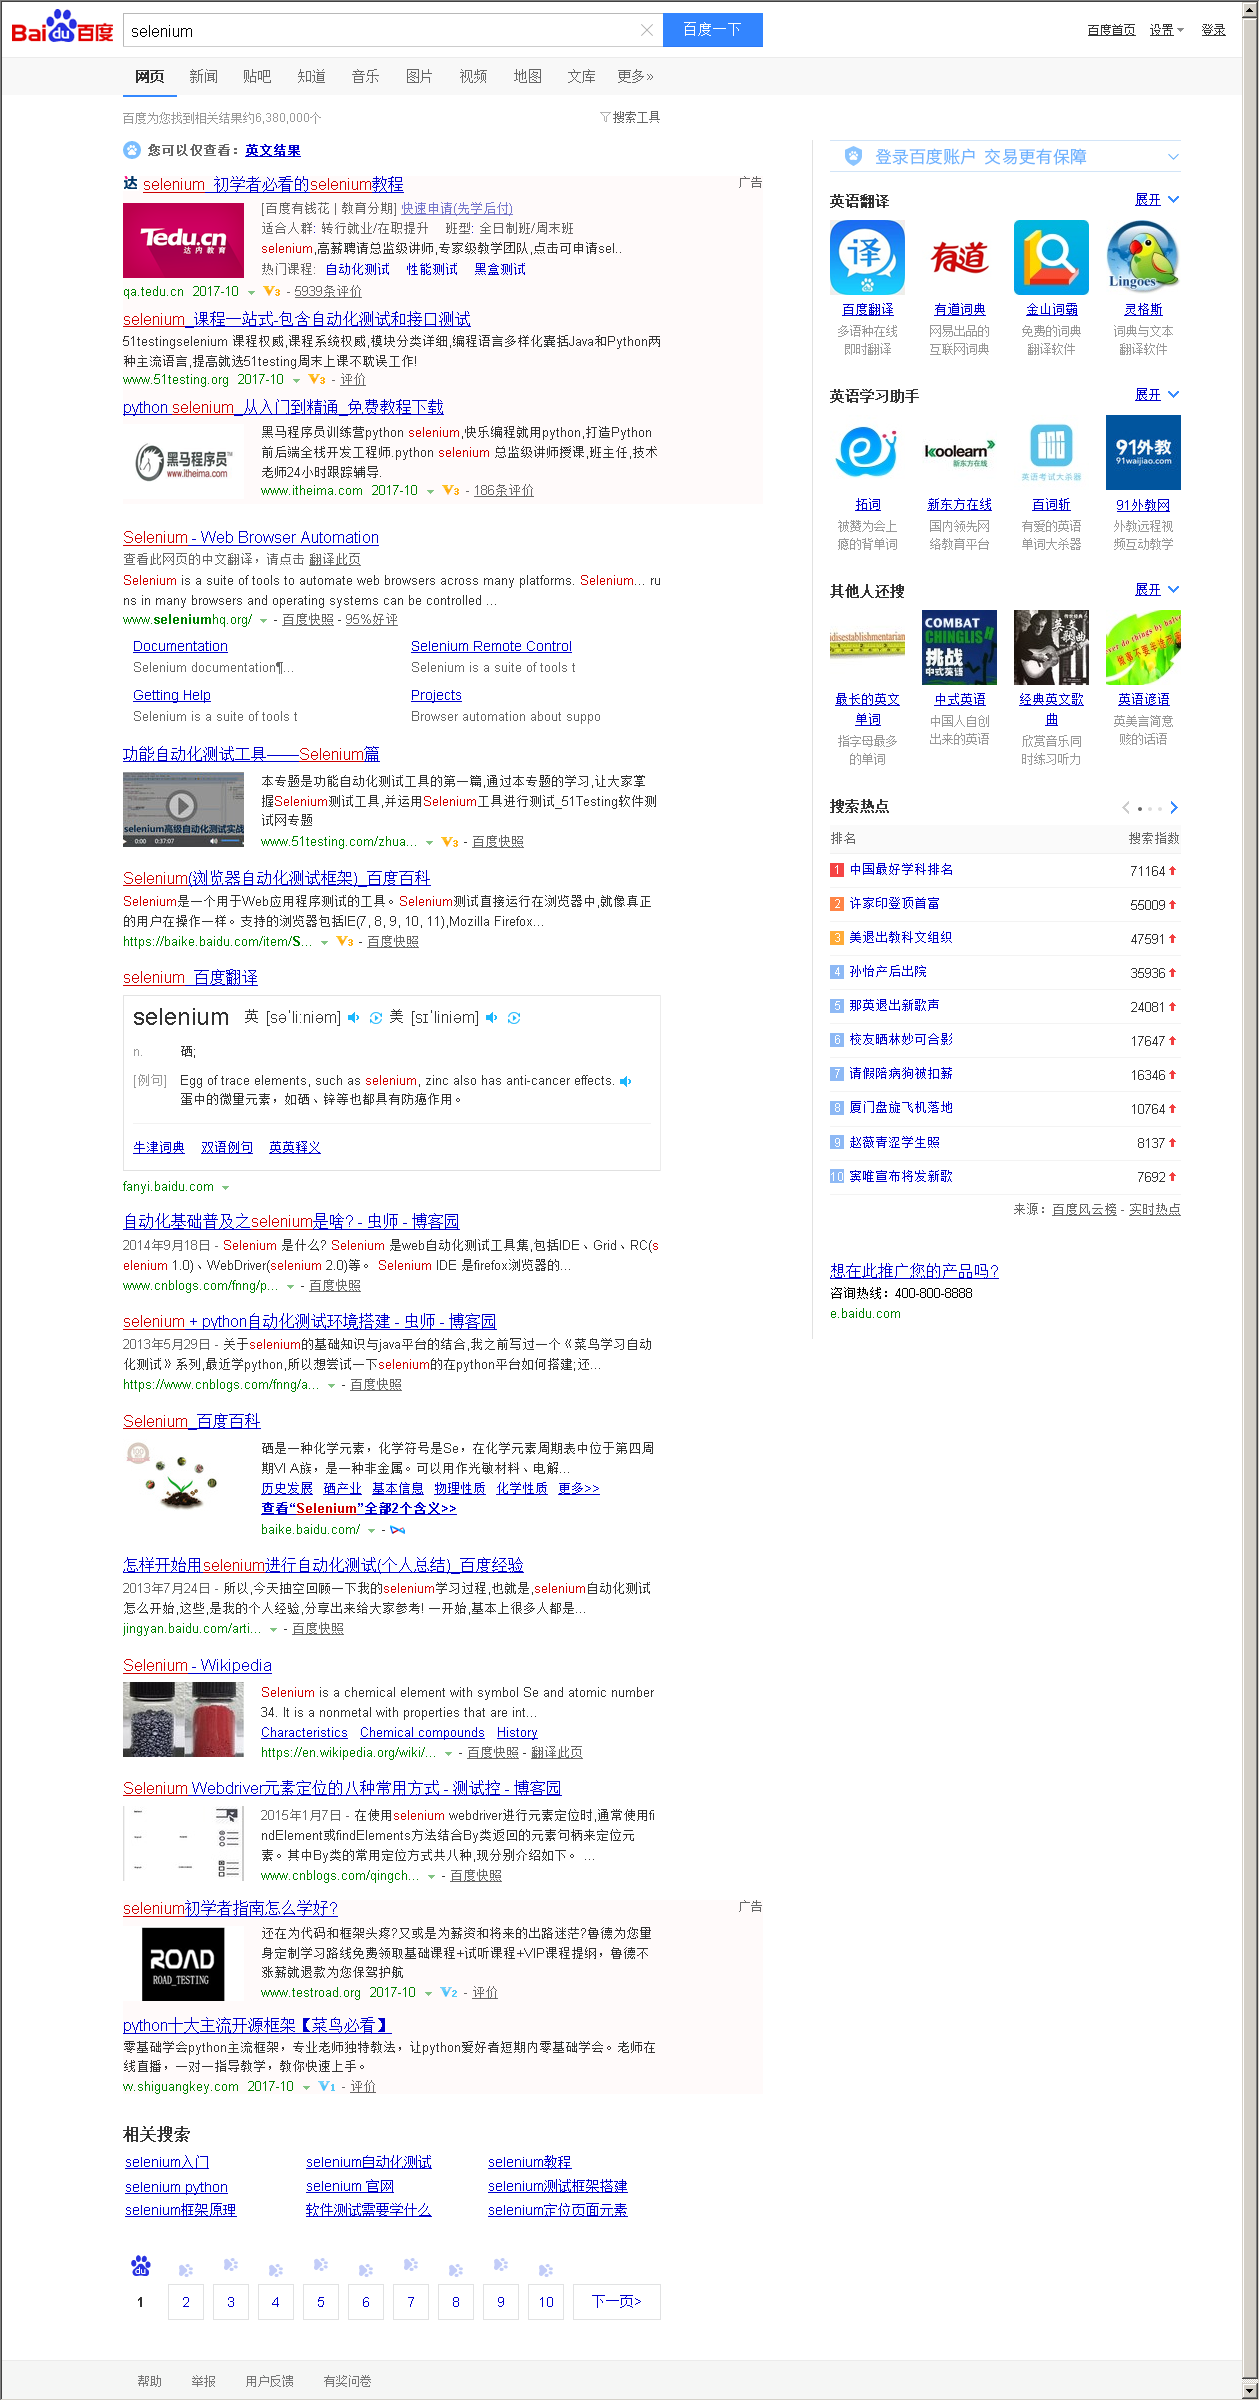 Bai du 百度
selenium
百度一下
百度首页 设置 登录
网页 新闻 贴吧 知道 音乐 图片 视频 地图 文库 更多»
百度为您找到相关结果约6,380,000个
搜索工具
您可以仅查看：英文结果
selenium_初学者必看的selenium教程
广告
Tedu.cn
达内教育
[百度有钱花 | 教育分期] 快速申请(先学后付)
适合人群: 转行就业/在职提升 班型: 全日制班/周末班
selenium,高薪聘请总监级讲师,专家级教学团队,点击可申请sel..
热门课程: 自动化测试 性能测试 黑盒测试
qa.tedu.cn 2017-10 V3 - 5939条评价
selenium_课程一站式-包含自动化测试和接口测试
51testingselenium 课程权威,课程系统权威,模块分类详细,编程语言多样化囊括Java和Python两
种主流语言,提高就选51testing周末上课不耽误工作!
www.51testing.org 2017-10 V3 - 评价
python selenium_从入门到精通_免费教程下载
黑马程序员
www.itheima.com
黑马程序员训练营python selenium,快乐编程就用python,打造Python
前后端全栈开发工程师.python selenium 总监级讲师授课,班主任,技术
老师24小时跟踪辅导.
www.itheima.com 2017-10 V3 - 186条评价
Selenium - Web Browser Automation
查看此网页的中文翻译，请点击 翻译此页
Selenium is a suite of tools to automate web browsers across many platforms. Selenium... ru
ns in many browsers and operating systems can be controlled ...
www.seleniumhq.org/ - 百度快照 - 95%好评
Documentation
Selenium documentation¶...
Selenium Remote Control
Selenium is a suite of tools t
Getting Help
Selenium is a suite of tools t
Projects
Browser automation about suppo
功能自动化测试工具——Selenium篇
selenium高级自动化测试实战
0:00 0:37:07
本专题是功能自动化测试工具的第一篇,通过本专题的学习,让大家掌
握Selenium测试工具,并运用Selenium工具进行测试_51Testing软件测
试网专题
www.51testing.com/zhua... V3 - 百度快照
Selenium(浏览器自动化测试框架)_百度百科
Selenium是一个用于Web应用程序测试的工具。Selenium测试直接运行在浏览器中,就像真正
的用户在操作一样。支持的浏览器包括IE(7, 8, 9, 10, 11),Mozilla Firefox...
https://baike.baidu.com/item/S... V3 - 百度快照
selenium_百度翻译
selenium 英 [səˈliːniəm] 美 [sɪˈliniəm]
n. 硒;
[例句] Egg of trace elements, such as selenium, zinc also has anti-cancer effects.
蛋中的微量元素，如硒、锌等也都具有防癌作用。
牛津词典 双语例句 英英释义
fanyi.baidu.com
自动化基础普及之selenium是啥? - 虫师 - 博客园
2014年9月18日 - Selenium 是什么? Selenium 是web自动化测试工具集,包括IDE、Grid、RC(s
elenium 1.0)、WebDriver(selenium 2.0)等。 Selenium IDE 是firefox浏览器的...
www.cnblogs.com/fnng/p... - 百度快照
selenium + python自动化测试环境搭建 - 虫师 - 博客园
2013年5月29日 - 关于selenium的基础知识与java平台的结合,我之前写过一个《菜鸟学习自动
化测试》系列,最近学python,所以想尝试一下selenium的在python平台如何搭建;还...
https://www.cnblogs.com/fnng/a... - 百度快照
Selenium_百度百科
硒是一种化学元素，化学符号是Se，在化学元素周期表中位于第四周
期VI A族，是一种非金属。可以用作光敏材料、电解...
历史发展 硒产业 基本信息 物理性质 化学性质 更多>>
查看“Selenium”全部2个含义>>
baike.baidu.com/ -
怎样开始用selenium进行自动化测试(个人总结)_百度经验
2013年7月24日 - 所以,今天抽空回顾一下我的selenium学习过程,也就是,selenium自动化测试
怎么开始,这些,是我的个人经验,分享出来给大家参考! 一开始,基本上很多人都是...
jingyan.baidu.com/arti... - 百度快照
Selenium - Wikipedia
Selenium is a chemical element with symbol Se and atomic number
34. It is a nonmetal with properties that are int...
Characteristics Chemical compounds History
https://en.wikipedia.org/wiki/... - 百度快照 - 翻译此页
Selenium Webdriver元素定位的八种常用方式 - 测试控 - 博客园
2015年1月7日 - 在使用selenium webdriver进行元素定位时,通常使用fi
ndElement或findElements方法结合By类返回的元素句柄来定位元
素。其中By类的常用定位方式共八种,现分别介绍如下。 ...
www.cnblogs.com/qingch... - 百度快照
selenium初学者指南怎么学好?
广告
ROAD
ROAD_TESTING
还在为代码和框架头疼?又或是为薪资和将来的出路迷茫?鲁德为您量
身定制学习路线免费领取基础课程+试听课程+VIP课程提纲，鲁德不
涨薪就退款为您保驾护航
www.testroad.org 2017-10 V2 - 评价
python十大主流开源框架【菜鸟必看】
零基础学会python主流框架，专业老师独特教法，让python爱好者短期内零基础学会。老师在
线直播，一对一指导教学，教你快速上手。
w.shiguangkey.com 2017-10 V1 - 评价
相关搜索
selenium入门 selenium自动化测试 selenium教程
selenium python selenium 官网 selenium测试框架搭建
selenium框架原理 软件测试需要学什么 selenium定位页面元素
1 2 3 4 5 6 7 8 9 10 下一页>
帮助 举报 用户反馈 有奖问卷
登录百度账户 交易更有保障
英语翻译 展开
译 有道 Lingoes
百度翻译 有道词典 金山词霸 灵格斯
多语种在线 网易出品的 免费的词典 词典与文本
即时翻译 互联网词典 翻译软件 翻译软件
英语学习助手 展开
koolearn
新东方在线
英语考试大杀器
91外教
91waijiao.com
拓词 新东方在线 百词斩 91外教网
被赞为会上 国内领先网 有爱的英语 外教远程视
瘾的背单词 络教育平台 单词大杀器 频互动教学
其他人还搜 展开
idisestablishmentarian
COMBAT
CHINGLISH
挑战
中式英语
最长的英文 中式英语 经典英文歌 英语谚语
单词 曲
指字母最多 中国人自创 欣赏音乐同 英美言简意
的单词 出来的英语 时练习听力 赅的话语
搜索热点
排名 搜索指数
1 中国最好学科排名 71164
2 许家印登顶首富 55009
3 美退出教科文组织 47591
4 孙怡产后出院 35936
5 那英退出新歌声 24081
6 校友晒林妙可合影 17647
7 请假陪病狗被扣薪 16346
8 厦门盘旋飞机落地 10764
9 赵薇青涩学生照 8137
10 窦唯宣布将发新歌 7692
来源：百度风云榜 - 实时热点
想在此推广您的产品吗?
咨询热线：400-800-8888
e.baidu.com